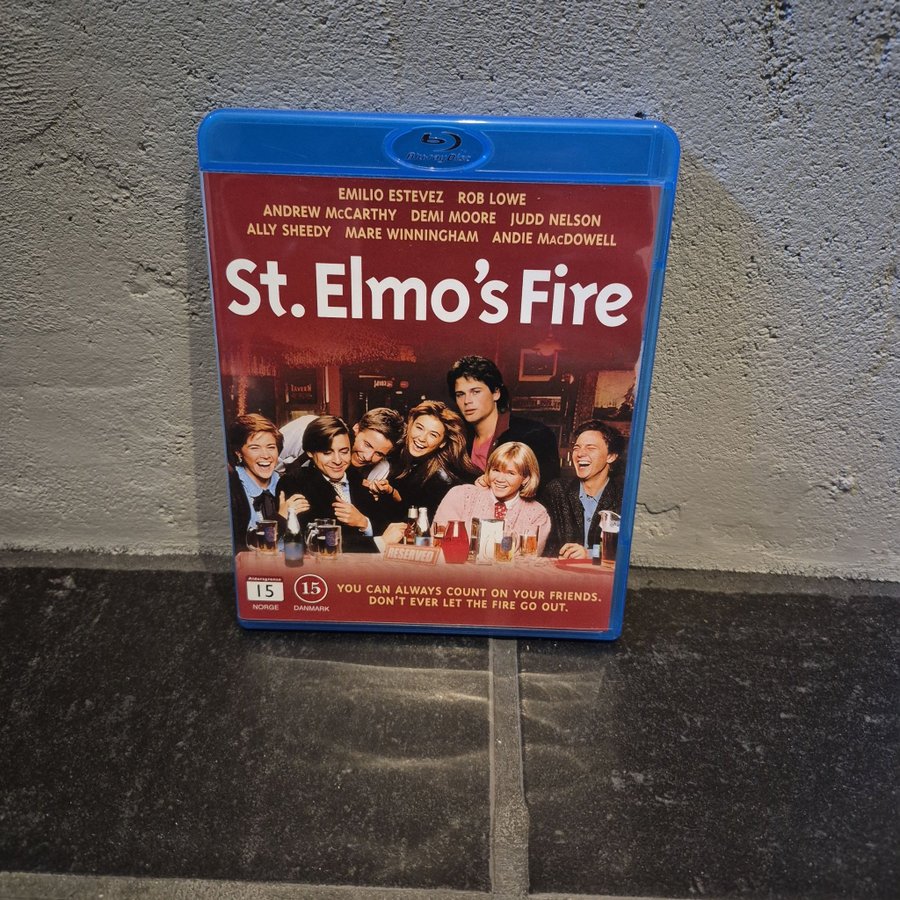 Blu-ray Disc
EMILIO ESTEVEZ ROB LOWE
ANDREW McCARTHY DEMI MOORE JUDD NELSON
ALLY SHEEDY MARE WINNINGHAM ANDIE MacDOWELL
St. Elmo's Fire
RESERVED
Aldersgrense
15
NORGE
15
DANMARK
YOU CAN ALWAYS COUNT ON YOUR FRIENDS.
DON'T EVER LET THE FIRE GO OUT.